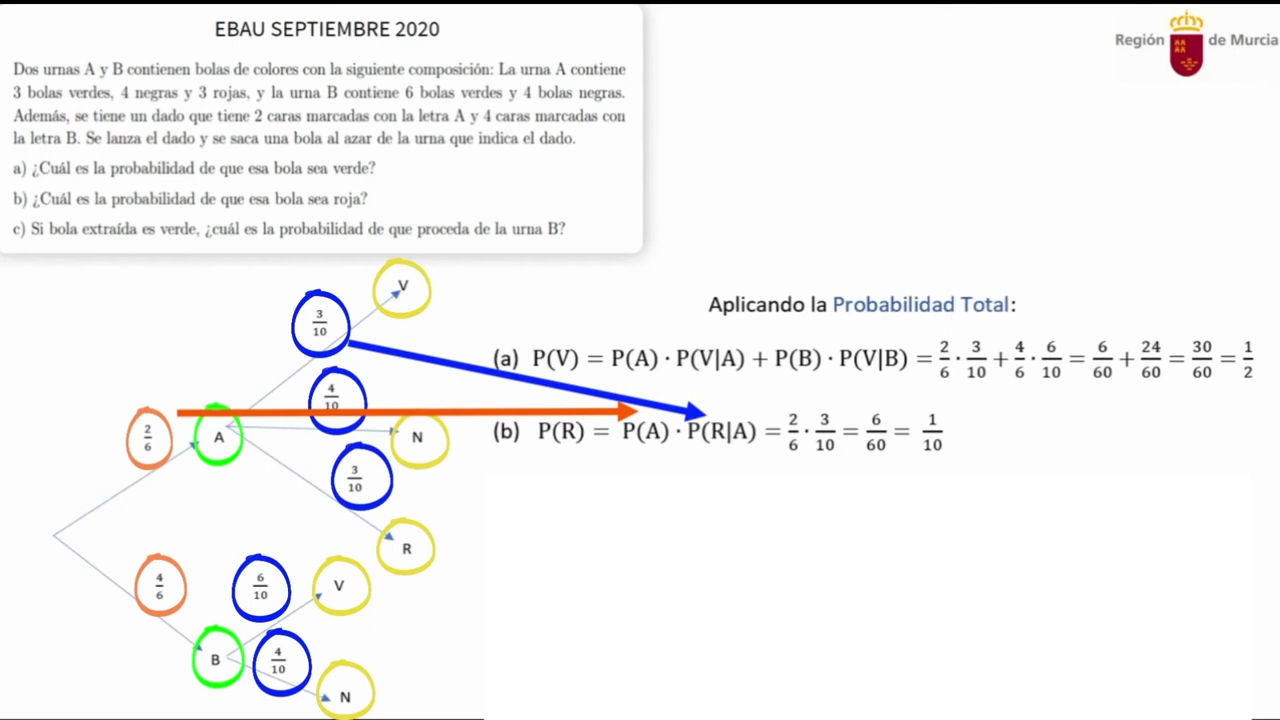 EBAU SEPTIEMBRE 2020
Región de Murcia
Dos urnas A y B contienen bolas de colores con la siguiente composición: La urna A contiene
3 bolas verdes, 4 negras y 3 rojas, y la urna B contiene 6 bolas verdes y 4 bolas negras.
Además, se tiene un dado que tiene 2 caras marcadas con la letra A y 4 caras marcadas con
la letra B. Se lanza el dado y se saca una bola al azar de la urna que indica el dado.
a) ¿Cuál es la probabilidad de que esa bola sea verde?
b) ¿Cuál es la probabilidad de que esa bola sea roja?
c) Si bola extraída es verde, ¿cuál es la probabilidad de que proceda de la urna B?
V
3/10
4/10
2/6
A
N
3/10
R
4/6
6/10
V
B
4/10
N
Aplicando la Probabilidad Total:
(a) P(V) = P(A) · P(V|A) + P(B) · P(V|B) = 2/6 · 3/10 + 4/6 · 6/10 = 6/60 + 24/60 = 30/60 = 1/2
(b) P(R) = P(A) · P(R|A) = 2/6 · 3/10 = 6/60 = 1/10